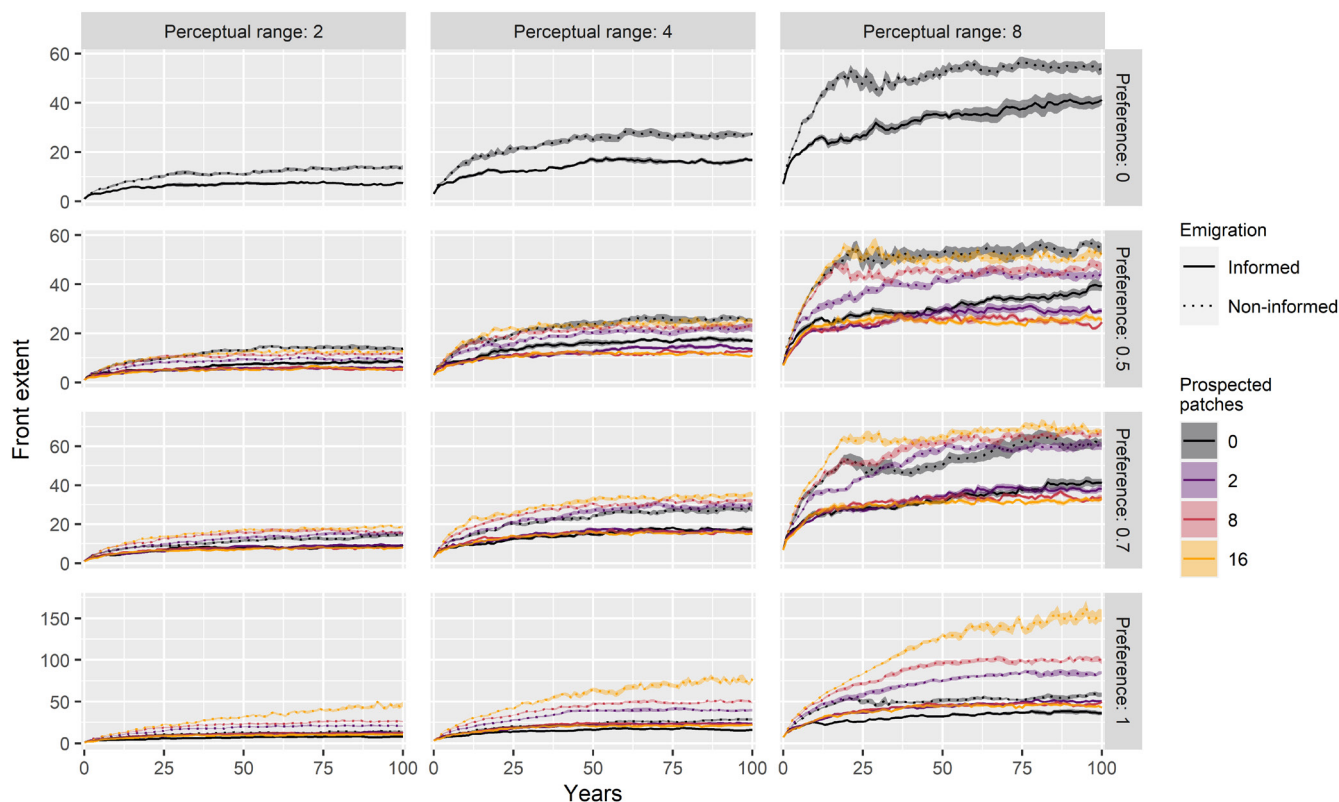 Perceptual range: 2
Perceptual range: 4
Perceptual range: 8
60
40
20
0
Preference: 0
60
40
20
0
Preference: 0.5
60
40
20
0
Preference: 0.7
150
100
50
0
Preference: 1
0 25 50 75 100
0 25 50 75 100
0 25 50 75 100
Front extent
Years
Emigration
Informed
Non-informed
Prospected
patches
0
2
8
16